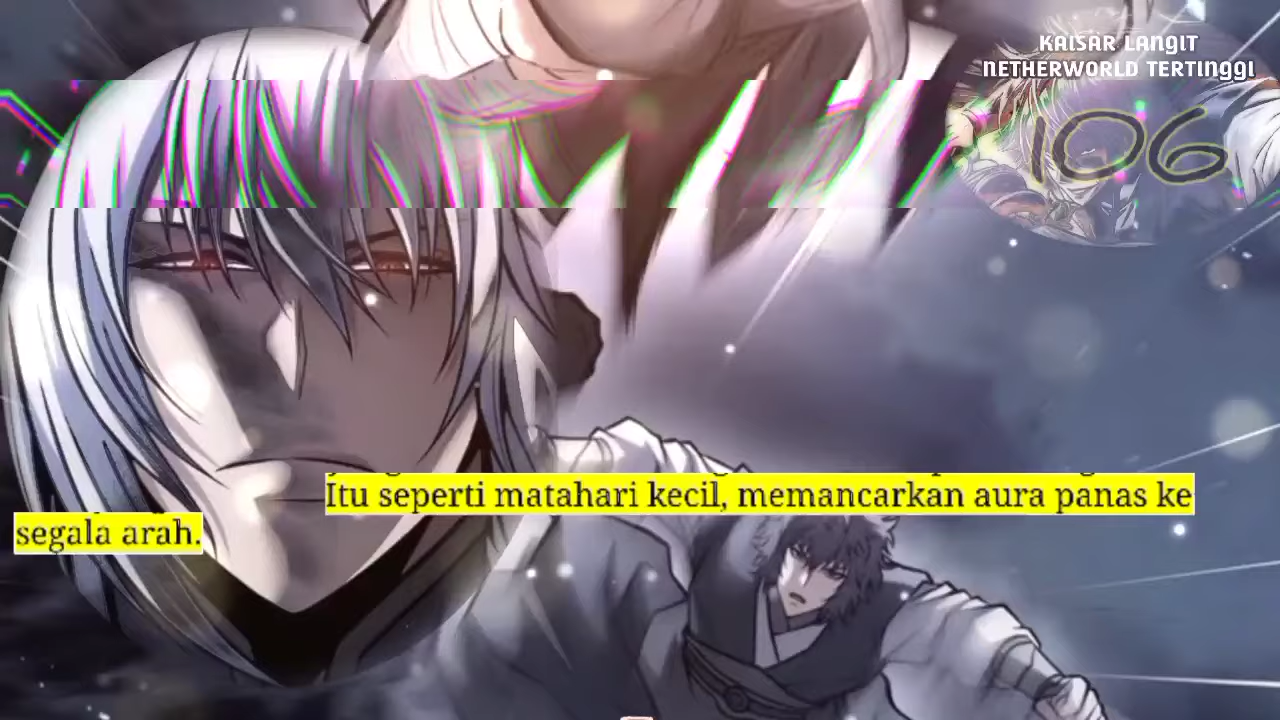 KAISAR LANGIT
NETHERWORLD TERTINGGI
106
Itu seperti matahari kecil, memancarkan aura panas ke
segala arah.